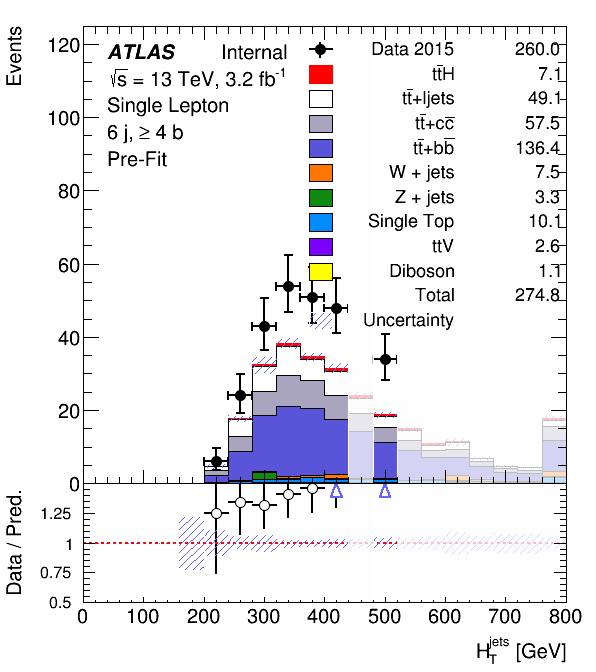 ATLAS Internal
√s = 13 TeV, 3.2 fb⁻¹
Single Lepton
6 j, ≥ 4 b
Pre-Fit
Data 2015 260.0
tt̄H 7.1
tt̄+ljets 49.1
tt̄+cc̄ 57.5
tt̄+bb̄ 136.4
W + jets 7.5
Z + jets 3.3
Single Top 10.1
ttV 2.6
Diboson 1.1
Total 274.8
Uncertainty
Events
120
100
80
60
40
20
0
Data / Pred.
1.25
1
0.75
0.5
0 100 200 300 400 500 600 700 800
H_T^jets [GeV]